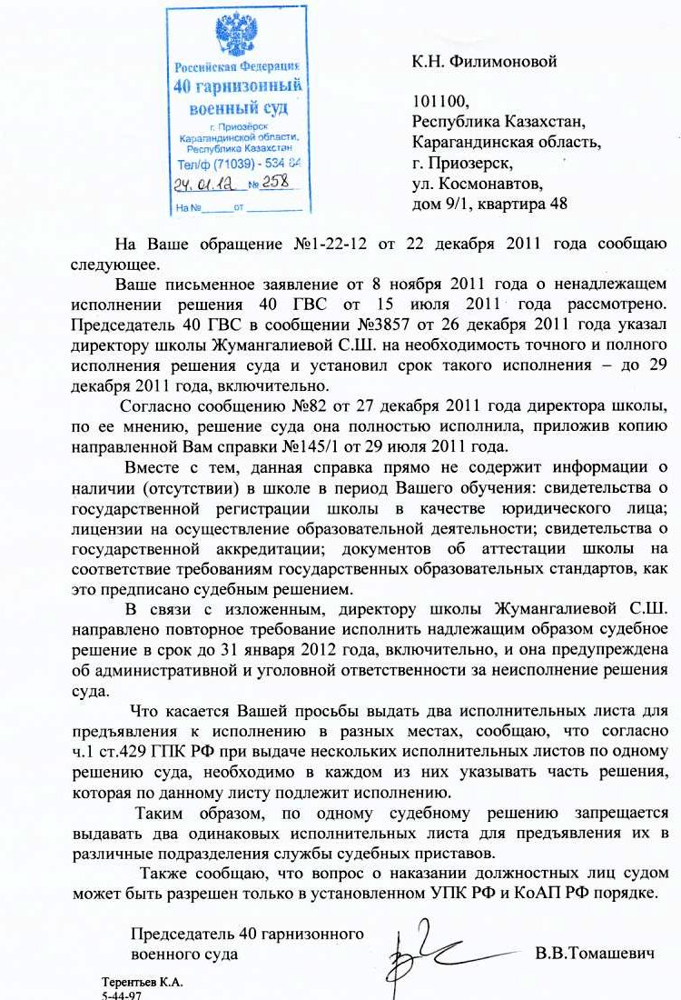 Российская Федерация
40 гарнизонный
военный суд
г. Приозёрск
Карагандинской области,
Республика Казахстан
Тел/ф (71039) - 534 84
24.01.12 № 258
На №______от __________
К.Н. Филимоновой
101100,
Республика Казахстан,
Карагандинская область,
г. Приозерск,
ул. Космонавтов,
дом 9/1, квартира 48
На Ваше обращение №1-22-12 от 22 декабря 2011 года сообщаю
следующее.
Ваше письменное заявление от 8 ноября 2011 года о ненадлежащем
исполнении решения 40 ГВС от 15 июля 2011 года рассмотрено.
Председатель 40 ГВС в сообщении №3857 от 26 декабря 2011 года указал
директору школы Жумангалиевой С.Ш. на необходимость точного и полного
исполнения решения суда и установил срок такого исполнения – до 29
декабря 2011 года, включительно.
Согласно сообщению №82 от 27 декабря 2011 года директора школы,
по ее мнению, решение суда она полностью исполнила, приложив копию
направленной Вам справки №145/1 от 29 июля 2011 года.
Вместе с тем, данная справка прямо не содержит информации о
наличии (отсутствии) в школе в период Вашего обучения: свидетельства о
государственной регистрации школы в качестве юридического лица;
лицензии на осуществление образовательной деятельности; свидетельства о
государственной аккредитации; документов об аттестации школы на
соответствие требованиям государственных образовательных стандартов, как
это предписано судебным решением.
В связи с изложенным, директору школы Жумангалиевой С.Ш.
направлено повторное требование исполнить надлежащим образом судебное
решение в срок до 31 января 2012 года, включительно, и она предупреждена
об административной и уголовной ответственности за неисполнение решения
суда.
Что касается Вашей просьбы выдать два исполнительных листа для
предъявления к исполнению в разных местах, сообщаю, что согласно
ч.1 ст.429 ГПК РФ при выдаче нескольких исполнительных листов по одному
решению суда, необходимо в каждом из них указывать часть решения,
которая по данному листу подлежит исполнению.
Таким образом, по одному судебному решению запрещается
выдавать два одинаковых исполнительных листа для предъявления их в
различные подразделения службы судебных приставов.
Также сообщаю, что вопрос о наказании должностных лиц судом
может быть разрешен только в установленном УПК РФ и КоАП РФ порядке.
Председатель 40 гарнизонного
военного суда В.В.Томашевич
Терентьев К.А.
5-44-97